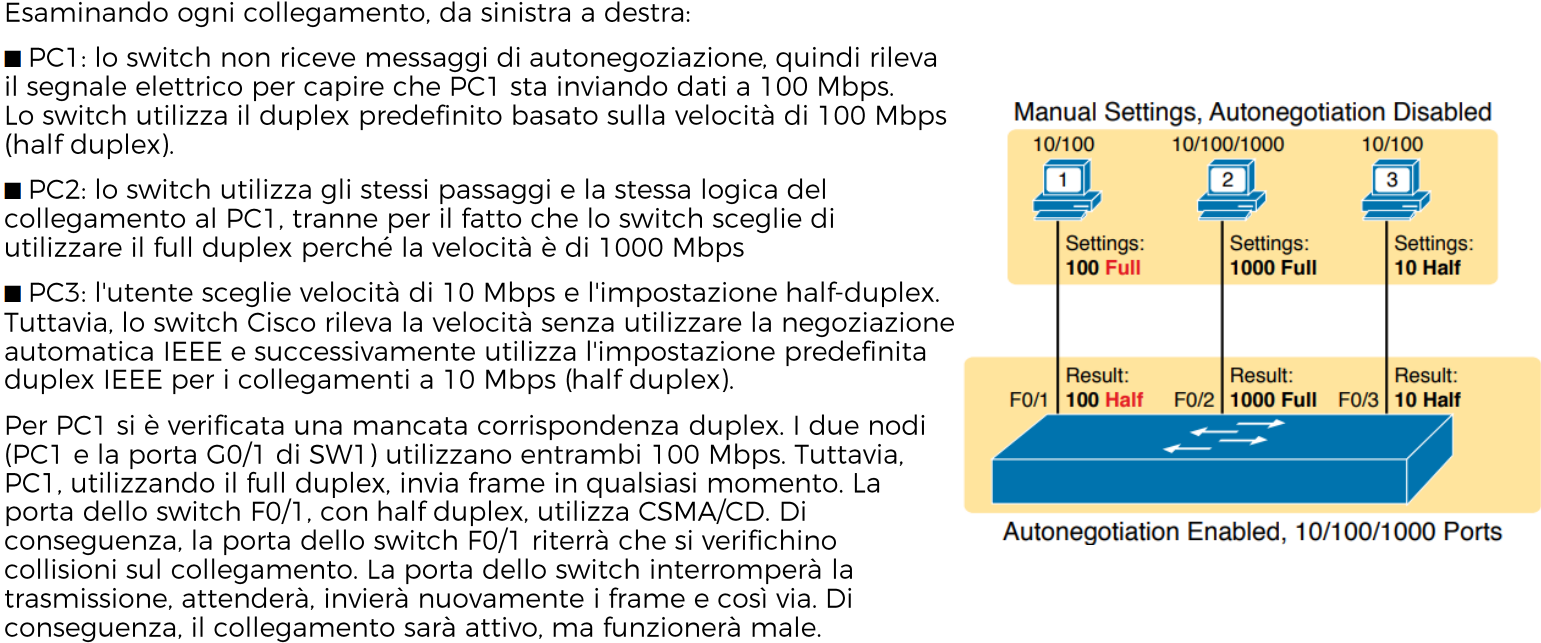 Esaminando ogni collegamento, da sinistra a destra:
■ PC1: lo switch non riceve messaggi di autonegoziazione, quindi rileva
il segnale elettrico per capire che PC1 sta inviando dati a 100 Mbps.
Lo switch utilizza il duplex predefinito basato sulla velocità di 100 Mbps
(half duplex).
■ PC2: lo switch utilizza gli stessi passaggi e la stessa logica del
collegamento al PC1, tranne per il fatto che lo switch sceglie di
utilizzare il full duplex perché la velocità è di 1000 Mbps
■ PC3: l'utente sceglie velocità di 10 Mbps e l'impostazione half-duplex.
Tuttavia, lo switch Cisco rileva la velocità senza utilizzare la negoziazione
automatica IEEE e successivamente utilizza l'impostazione predefinita
duplex IEEE per i collegamenti a 10 Mbps (half duplex).
Per PC1 si è verificata una mancata corrispondenza duplex. I due nodi
(PC1 e la porta G0/1 di SW1) utilizzano entrambi 100 Mbps. Tuttavia,
PC1, utilizzando il full duplex, invia frame in qualsiasi momento. La
porta dello switch F0/1, con half duplex, utilizza CSMA/CD. Di
conseguenza, la porta dello switch F0/1 riterrà che si verifichino
collisioni sul collegamento. La porta dello switch interromperà la
trasmissione, attenderà, invierà nuovamente i frame e così via. Di
conseguenza, il collegamento sarà attivo, ma funzionerà male.
Manual Settings, Autonegotiation Disabled
10/100 10/100/1000 10/100
1 2 3
Settings: Settings: Settings:
100 Full 1000 Full 10 Half
Result: Result: Result:
F0/1 100 Half F0/2 1000 Full F0/3 10 Half
Autonegotiation Enabled, 10/100/1000 Ports